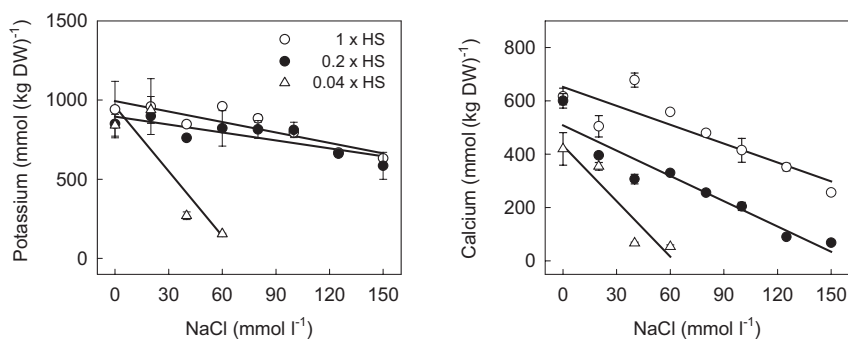 Potassium (mmol (kg DW)-1)
1500
1000
500
0
1 x HS
0.2 x HS
0.04 x HS
0 30 60 90 120 150
NaCl (mmol l-1)
Calcium (mmol (kg DW)-1)
800
600
400
200
0
0 30 60 90 120 150
NaCl (mmol l-1)